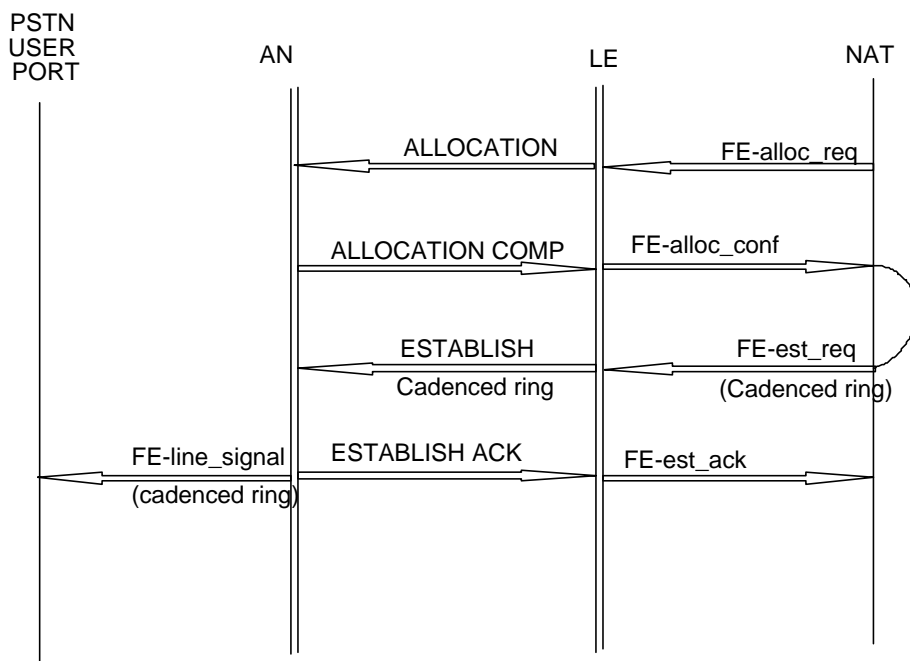 PSTN
USER
PORT
AN
LE
NAT
ALLOCATION
FE-alloc_req
ALLOCATION COMP
FE-alloc_conf
ESTABLISH
Cadenced ring
FE-est_req
(Cadenced ring)
FE-line_signal
(cadenced ring)
ESTABLISH ACK
FE-est_ack